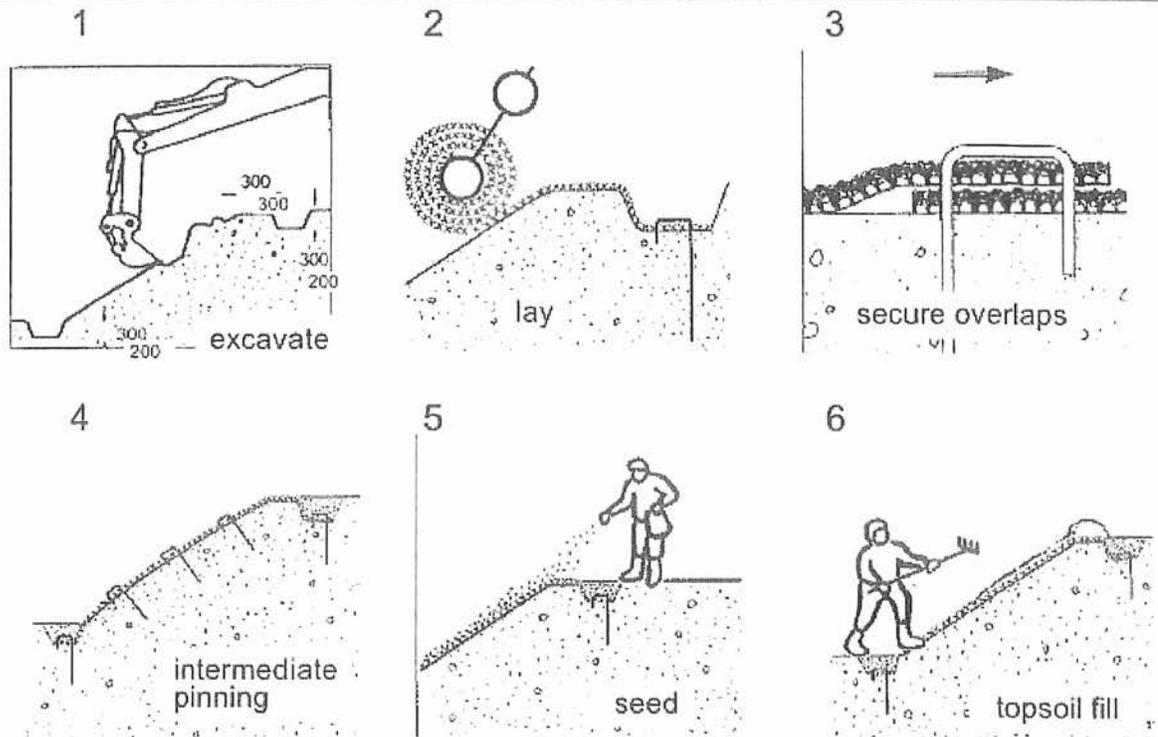 1
2
3
300
300
300
200
300
200
excavate
lay
secure overlaps
4
5
6
intermediate
pinning
seed
topsoil fill